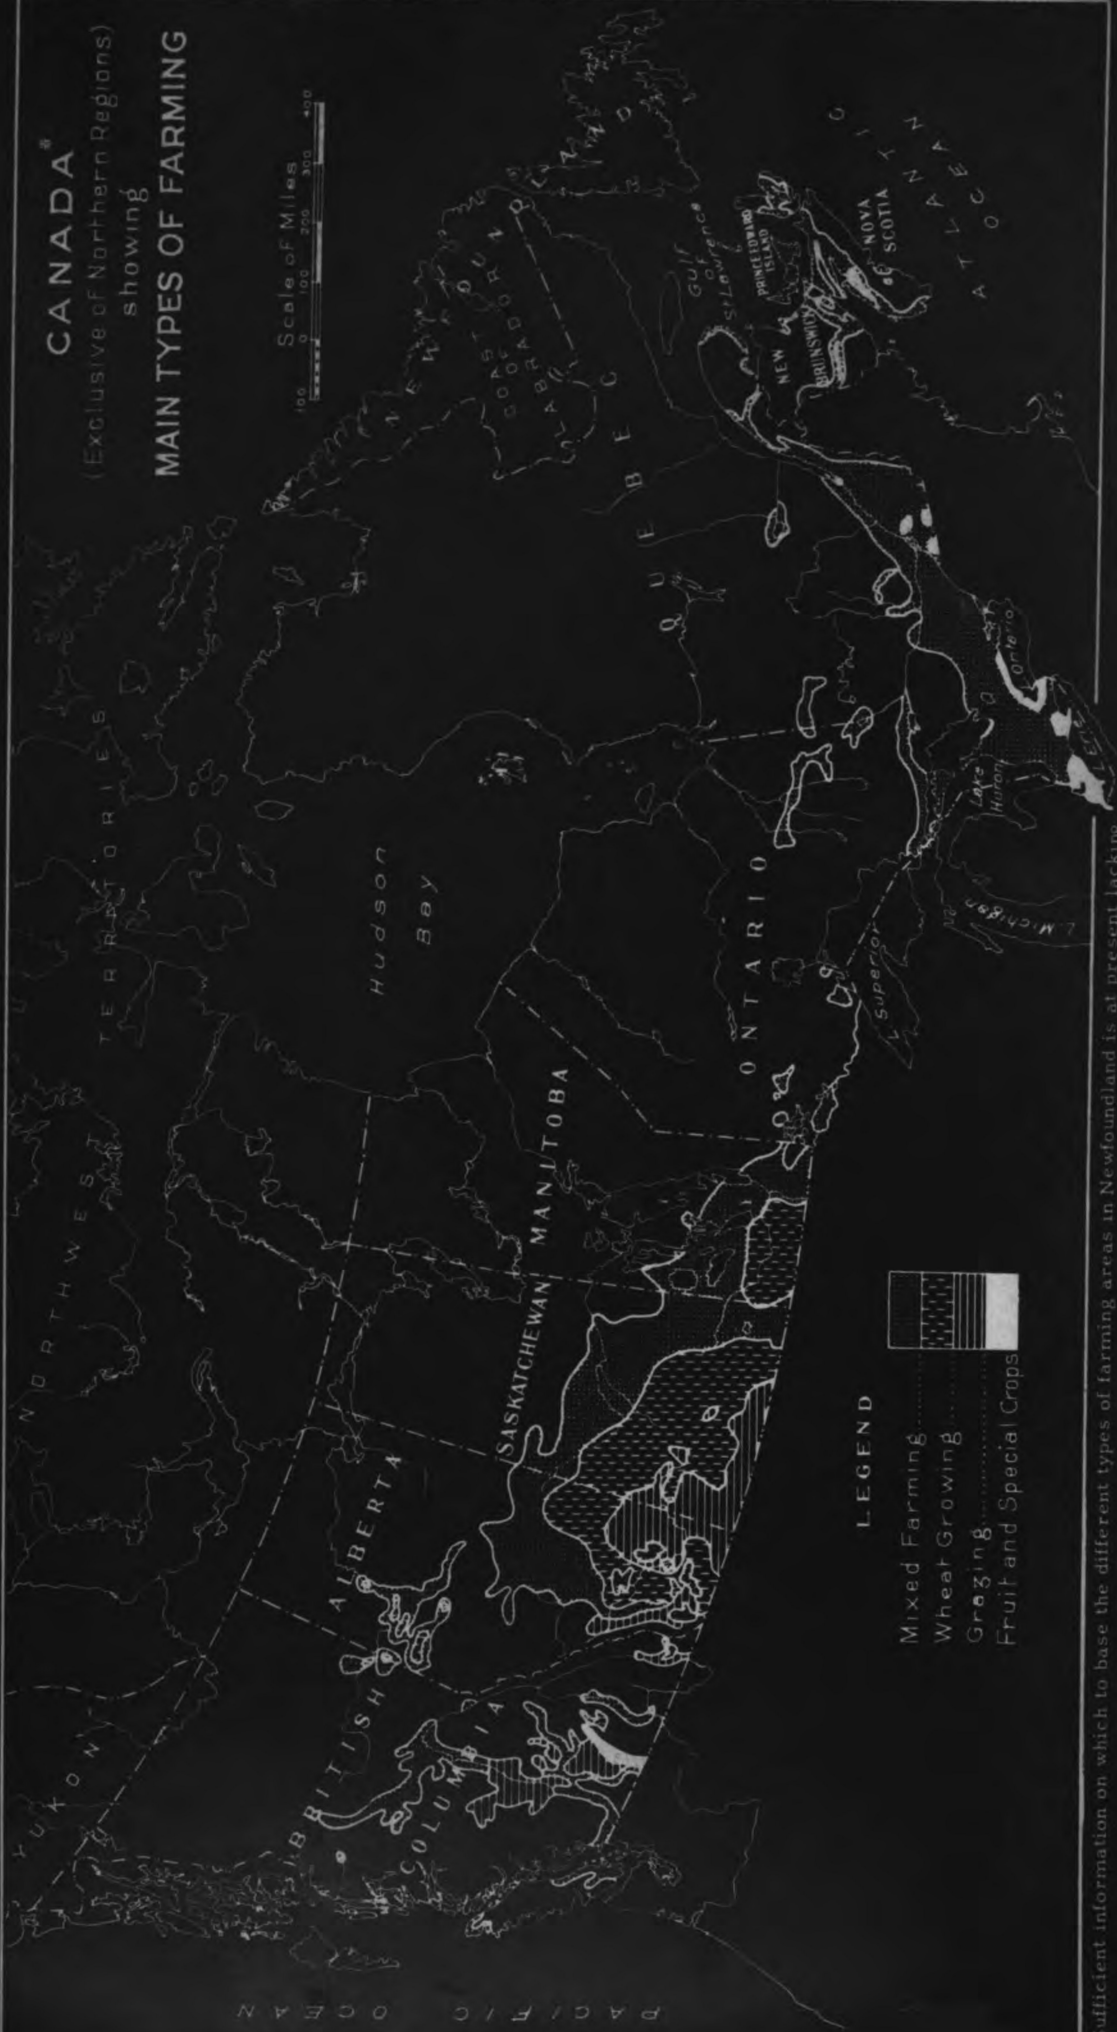 CANADA*
(Exclusive of Northern Regions)
showing
MAIN TYPES OF FARMING
Scale of Miles
100 0 100 200 300 400
YUKON
NORTHWEST
TERRITORIES
PACIFIC OCEAN
BRITISH
COLUMBIA
ALBERTA
SASKATCHEWAN
MANITOBA
Hudson
Bay
ONTARIO
QUEBEC
NEWFOUNDLAND
COAST
OF
LABRADOR
Gulf
of
St Lawrence
PRINCE EDWARD
ISLAND
NEW
BRUNSWICK
NOVA
SCOTIA
ATLANTIC
OCEAN
L. Superior
L. Michigan
Lake
Huron
L. Ontario
L. Erie
LEGEND
Mixed Farming
Wheat Growing
Grazing
Fruit and Special Crops
ufficient information on which to base the different types of farming areas in Newfoundland is at present lacking